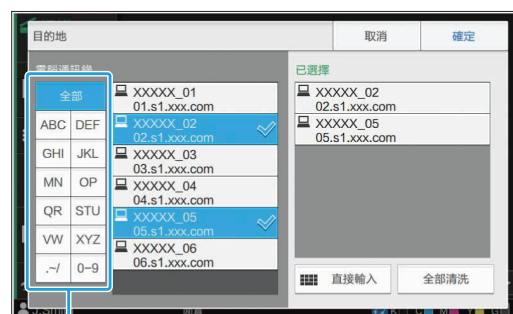 目的地
取消
確定
電腦通訊錄
已選擇
全部
ABC DEF
GHI JKL
MN OP
QR STU
VW XYZ
.~/ 0-9
XXXXX_01
01.s1.xxx.com
XXXXX_02
02.s1.xxx.com
XXXXX_03
03.s1.xxx.com
XXXXX_04
04.s1.xxx.com
XXXXX_05
05.s1.xxx.com
XXXXX_06
06.s1.xxx.com
XXXXX_02
02.s1.xxx.com
XXXXX_05
05.s1.xxx.com
直接輸入
全部清洗
J.Smith
K C M Y G